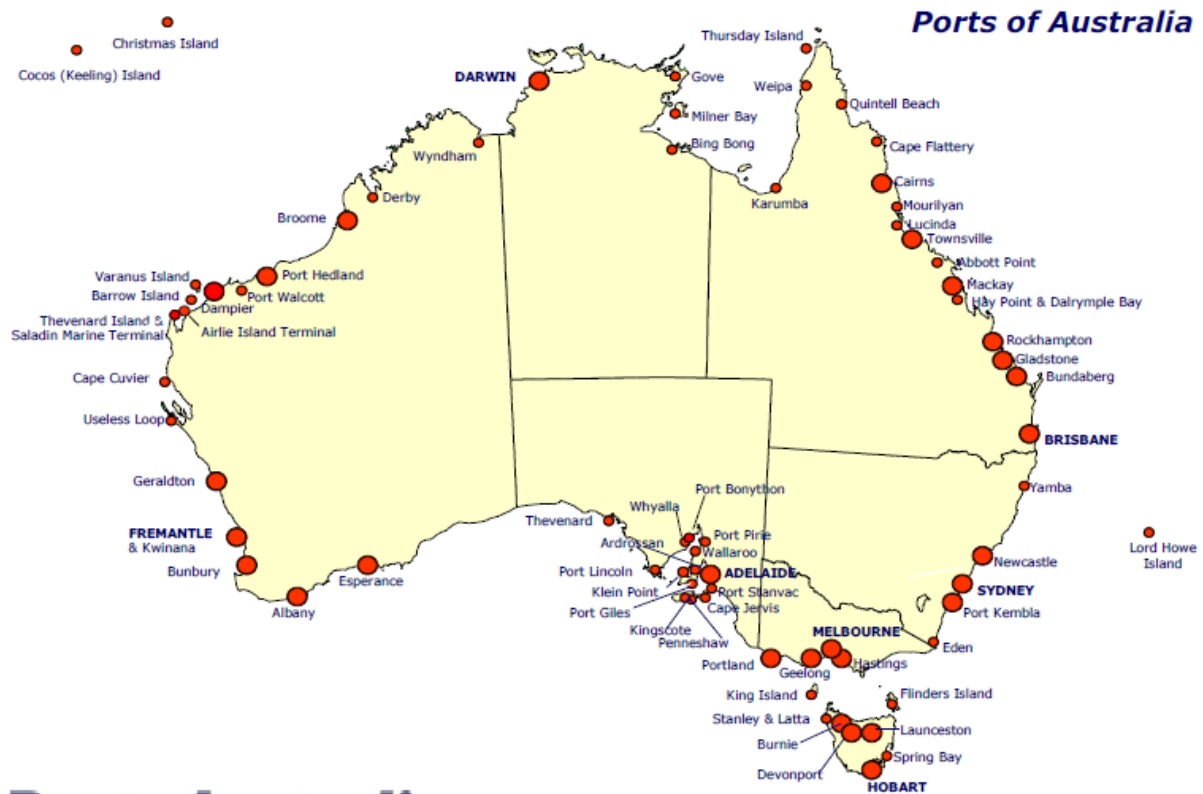 Ports of Australia
Christmas Island
Cocos (Keeling) Island
Thursday Island
DARWIN
Gove
Weipa
Quintell Beach
Milner Bay
Bing Bong
Cape Flattery
Wyndham
Cairns
Karumba
Derby
Mourilyan
Broome
Lucinda
Townsville
Abbott Point
Varanus Island
Port Hedland
Mackay
Barrow Island
Port Walcott
Hay Point & Dalrymple Bay
Dampier
Thevenard Island &
Saladin Marine Terminal
Airlie Island Terminal
Rockhampton
Gladstone
Cape Cuvier
Bundaberg
Useless Loop
BRISBANE
Geraldton
Port Bonython
Yamba
Whyalla
Thevenard
FREMANTLE
& Kwinana
Port Pirie
Ardrossan
Wallaroo
Lord Howe
Island
Newcastle
Bunbury
Esperance
Port Lincoln
ADELAIDE
Klein Point
Port Stanvac
SYDNEY
Albany
Port Giles
Cape Jervis
Port Kembla
Kingscote
Penneshaw
MELBOURNE
Eden
Portland
Geelong
Hastings
King Island
Flinders Island
Stanley & Latta
Launceston
Burnie
Spring Bay
Devonport
HOBART